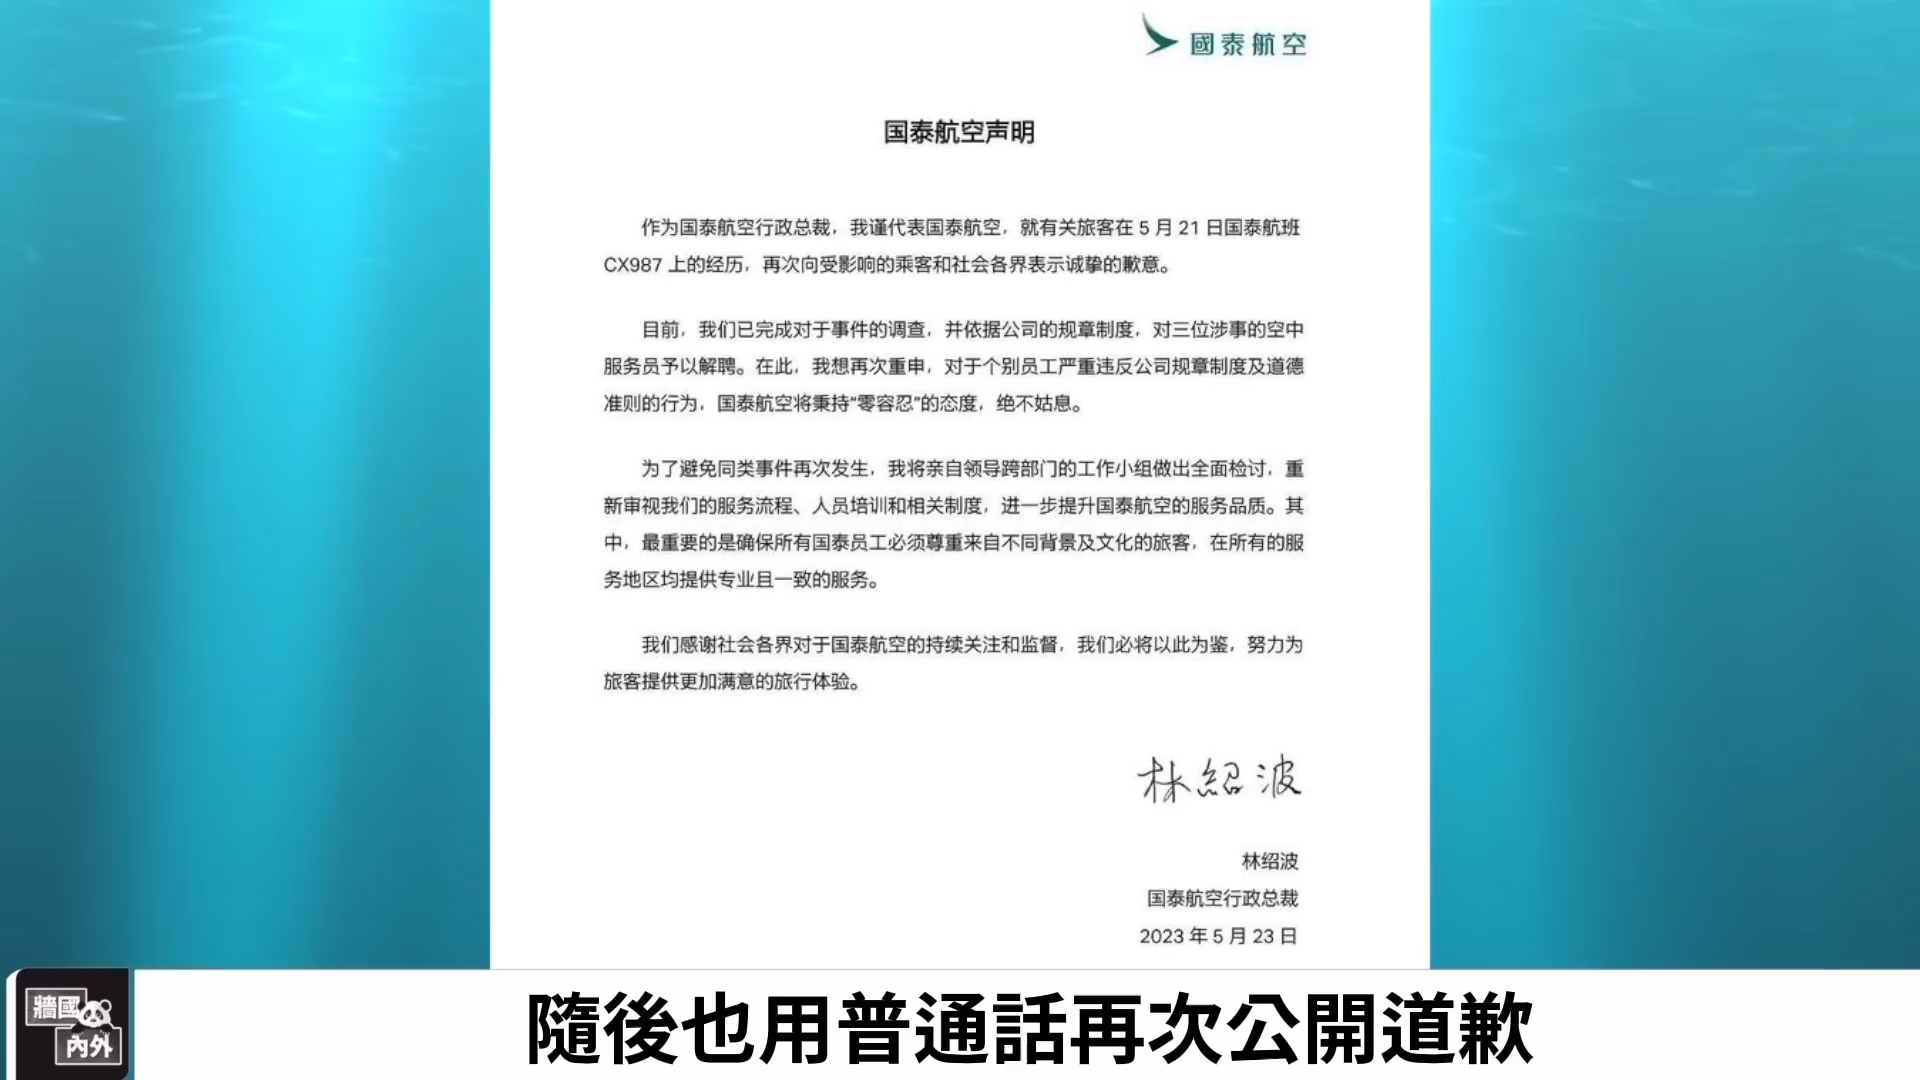 國泰航空
国泰航空声明
作为国泰航空行政总裁，我谨代表国泰航空，就有关旅客在 5 月 21 日国泰航班
CX987 上的经历，再次向受影响的乘客和社会各界表示诚挚的歉意。
目前，我们已完成对于事件的调查，并依据公司的规章制度，对三位涉事的空中
服务员予以解聘。在此，我想再次重申，对于个别员工严重违反公司规章制度及道德
准则的行为，国泰航空将秉持“零容忍”的态度，绝不姑息。
为了避免同类事件再次发生，我将亲自领导跨部门的工作小组做出全面检讨，重
新审视我们的服务流程、人员培训和相关制度，进一步提升国泰航空的服务品质。其
中，最重要的是确保所有国泰员工必须尊重来自不同背景及文化的旅客，在所有的服
务地区均提供专业且一致的服务。
我们感谢社会各界对于国泰航空的持续关注和监督，我们必将以此为鉴，努力为
旅客提供更加满意的旅行体验。
林紹波
林绍波
国泰航空行政总裁
2023 年 5 月 23 日
牆國
內外
隨後也用普通話再次公開道歉